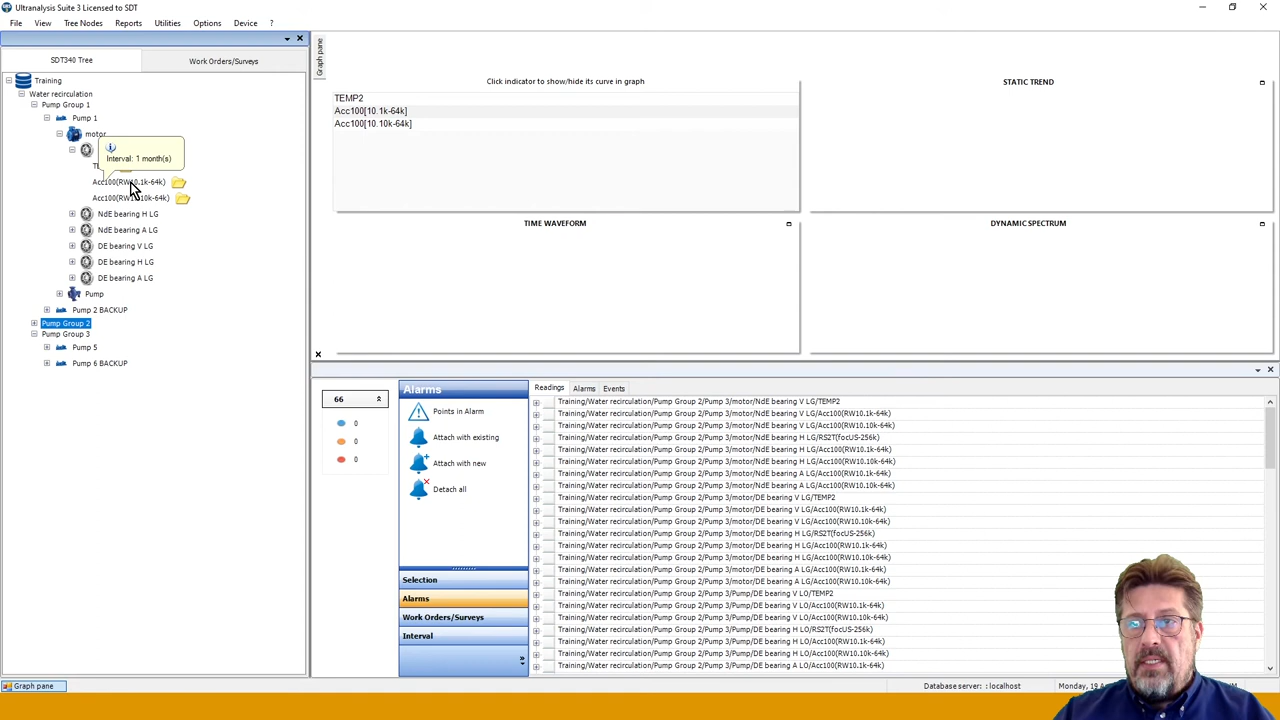 Ultranalysis Suite 3 Licensed to SDT
File View Tree Nodes Reports Utilities Options Device ?
SDT340 Tree
Work Orders/Surveys
Training
Water recirculation
Pump Group 1
Pump 1
motor
Interval: 1 month(s)
Acc100(RW10.1k-64k)
NdE bearing H LG
NdE bearing A LG
DE bearing V LG
DE bearing H LG
DE bearing A LG
Pump
Pump 2 BACKUP
Pump Group 2
Pump Group 3
Pump 5
Pump 6 BACKUP
Graph pane
Click indicator to show/hide its curve in graph
TEMP2
Acc100[10.1k-64k]
Acc100[10.10k-64k]
STATIC TREND
TIME WAVEFORM
DYNAMIC SPECTRUM
66
0
0
0
Alarms
Points in Alarm
Attach with existing
Attach with new
Detach all
Selection
Alarms
Work Orders/Surveys
Interval
Readings Alarms Events
Training/Water recirculation/Pump Group 2/Pump 3/motor/NdE bearing V LG/TEMP2
Training/Water recirculation/Pump Group 2/Pump 3/motor/NdE bearing V LG/Acc100(RW10.1k-64k)
Training/Water recirculation/Pump Group 2/Pump 3/motor/NdE bearing V LG/Acc100(RW10.10k-64k)
Training/Water recirculation/Pump Group 2/Pump 3/motor/NdE bearing H LG/RS2T(focUS-256k)
Training/Water recirculation/Pump Group 2/Pump 3/motor/NdE bearing H LG/Acc100(RW10.1k-64k)
Training/Water recirculation/Pump Group 2/Pump 3/motor/NdE bearing H LG/Acc100(RW10.10k-64k)
Training/Water recirculation/Pump Group 2/Pump 3/motor/NdE bearing A LG/Acc100(RW10.1k-64k)
Training/Water recirculation/Pump Group 2/Pump 3/motor/NdE bearing A LG/Acc100(RW10.10k-64k)
Training/Water recirculation/Pump Group 2/Pump 3/motor/DE bearing V LG/TEMP2
Training/Water recirculation/Pump Group 2/Pump 3/motor/DE bearing V LG/Acc100(RW10.1k-64k)
Training/Water recirculation/Pump Group 2/Pump 3/motor/DE bearing V LG/Acc100(RW10.10k-64k)
Training/Water recirculation/Pump Group 2/Pump 3/motor/DE bearing H LG/RS2T(focUS-256k)
Training/Water recirculation/Pump Group 2/Pump 3/motor/DE bearing H LG/Acc100(RW10.1k-64k)
Training/Water recirculation/Pump Group 2/Pump 3/motor/DE bearing H LG/Acc100(RW10.10k-64k)
Training/Water recirculation/Pump Group 2/Pump 3/motor/DE bearing A LG/Acc100(RW10.1k-64k)
Training/Water recirculation/Pump Group 2/Pump 3/motor/DE bearing A LG/Acc100(RW10.10k-64k)
Training/Water recirculation/Pump Group 2/Pump 3/Pump/DE bearing V LO/TEMP2
Training/Water recirculation/Pump Group 2/Pump 3/Pump/DE bearing V LO/Acc100(RW10.1k-64k)
Training/Water recirculation/Pump Group 2/Pump 3/Pump/DE bearing V LO/Acc100(RW10.10k-64k)
Training/Water recirculation/Pump Group 2/Pump 3/Pump/DE bearing H LO/RS2T(focUS-256k)
Training/Water recirculation/Pump Group 2/Pump 3/Pump/DE bearing H LO/Acc100(RW10.1k-64k)
Training/Water recirculation/Pump Group 2/Pump 3/Pump/DE bearing H LO/Acc100(RW10.10k-64k)
Training/Water recirculation/Pump Group 2/Pump 3/Pump/DE bearing A LO/Acc100(RW10.1k-64k)
Graph pane
Database server: : localhost
Monday, 19